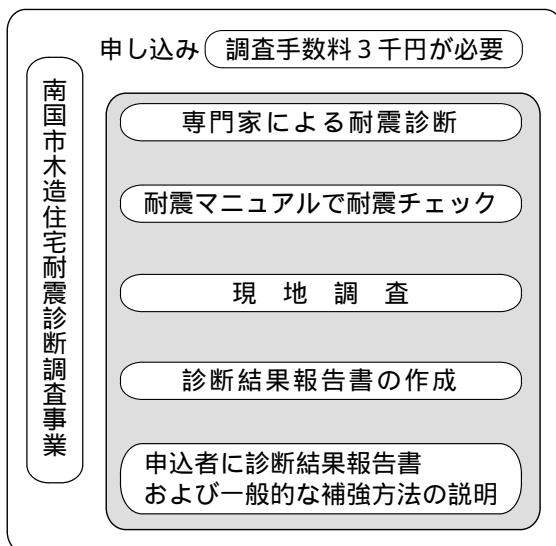 申し込み 調査手数料３千円が必要
南国市木造住宅耐震診断調査事業
専門家による耐震診断
耐震マニュアルで耐震チェック
現地調査
診断結果報告書の作成
申込者に診断結果報告書
および一般的な補強方法の説明